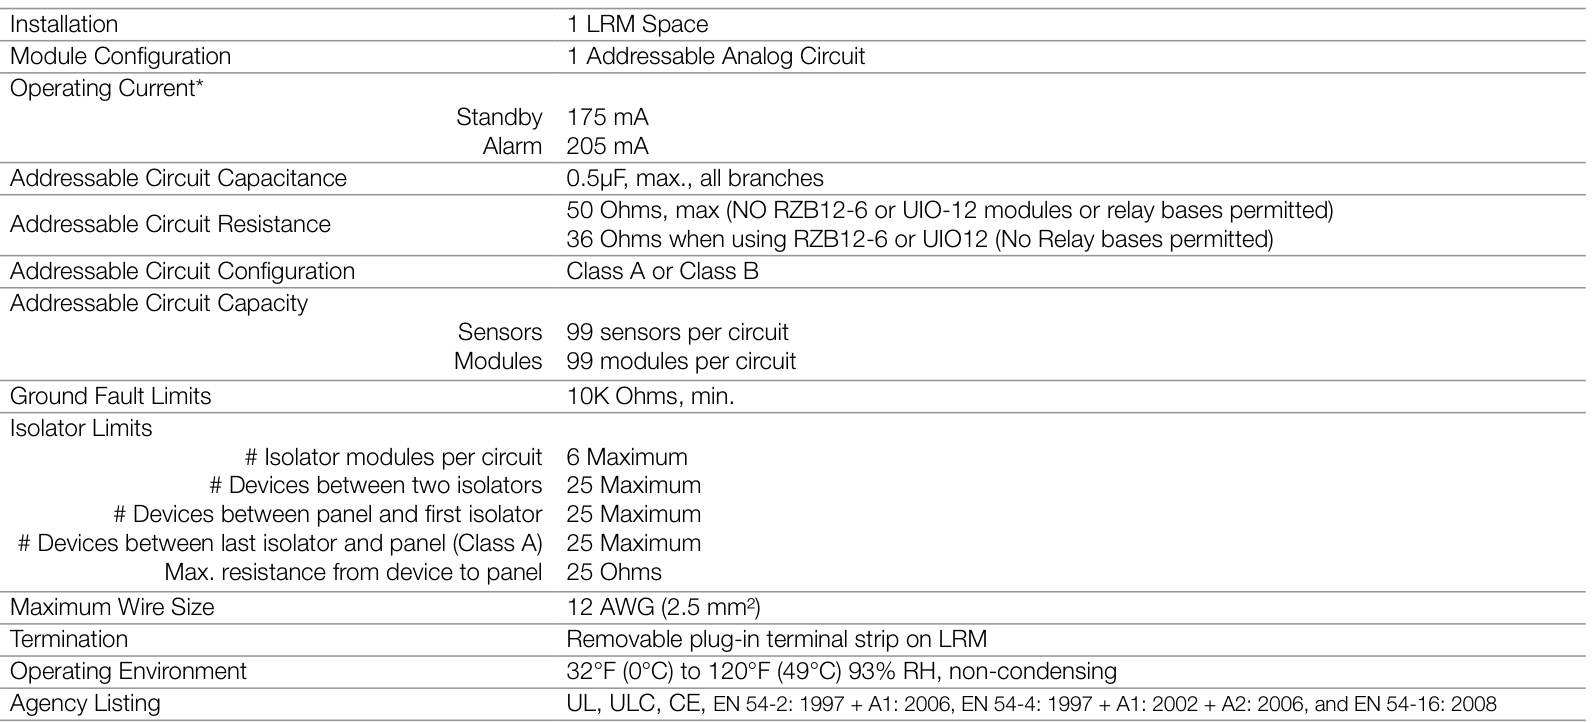 Installation 1 LRM Space
Module Configuration 1 Addressable Analog Circuit
Operating Current*
Standby 175 mA
Alarm 205 mA
Addressable Circuit Capacitance 0.5µF, max., all branches
Addressable Circuit Resistance 50 Ohms, max (NO RZB12-6 or UIO-12 modules or relay bases permitted)
36 Ohms when using RZB12-6 or UIO12 (No Relay bases permitted)
Addressable Circuit Configuration Class A or Class B
Addressable Circuit Capacity
Sensors 99 sensors per circuit
Modules 99 modules per circuit
Ground Fault Limits 10K Ohms, min.
Isolator Limits
# Isolator modules per circuit 6 Maximum
# Devices between two isolators 25 Maximum
# Devices between panel and first isolator 25 Maximum
# Devices between last isolator and panel (Class A) 25 Maximum
Max. resistance from device to panel 25 Ohms
Maximum Wire Size 12 AWG (2.5 mm²)
Termination Removable plug-in terminal strip on LRM
Operating Environment 32°F (0°C) to 120°F (49°C) 93% RH, non-condensing
Agency Listing UL, ULC, CE, EN 54-2: 1997 + A1: 2006, EN 54-4: 1997 + A1: 2002 + A2: 2006, and EN 54-16: 2008